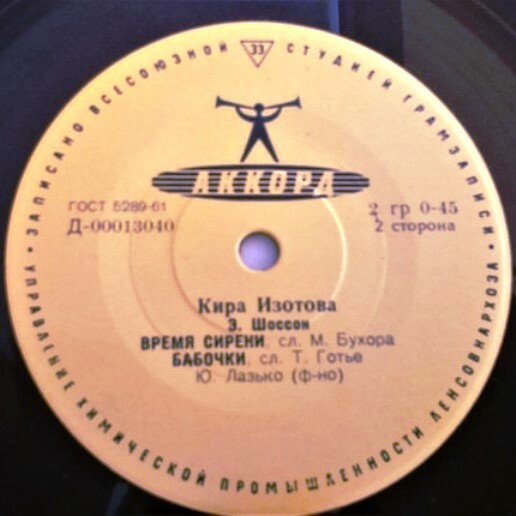 ЗАПИСАНО ВСЕСОЮЗНОЙ СТУДИЕЙ ГРАМЗАПИСИ
33
АККОРД
ГОСТ 5289-61
2 гр 0-45
Д-00013040
2 сторона
Кира Изотова
Э. Шоссон
ВРЕМЯ СИРЕНИ, сл. М. Бухора
БАБОЧКИ, сл. Т. Готье
Ю. Лазько (ф-но)
УПРАВЛЕНИЕ ХИМИЧЕСКОЙ ПРОМЫШЛЕННОСТИ ЛЕНСОВНАРХОЗА